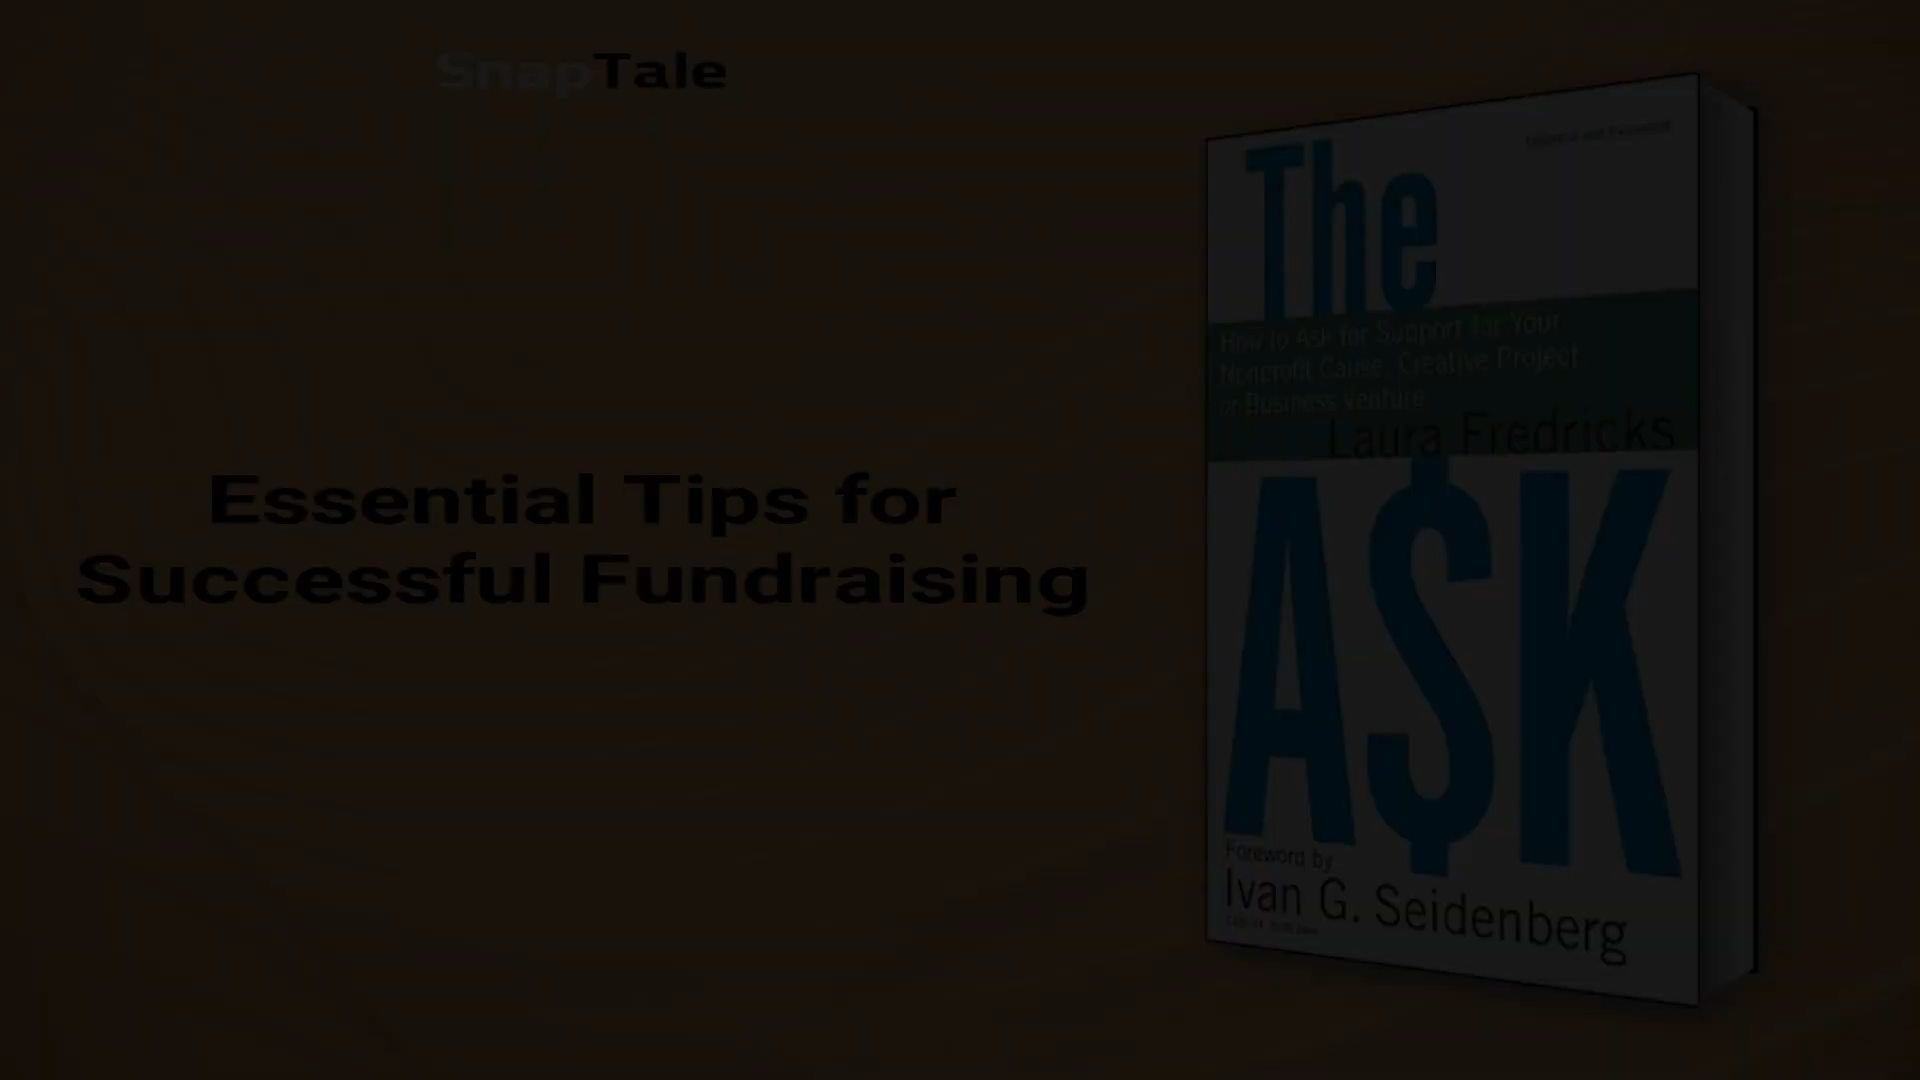 SnapTale
Essential Tips for
Successful Fundraising
The
How to Ask for Support for Your
Nonprofit Cause, Creative Project
or Business Venture
Laura Fredricks
A$K
Foreword by
Ivan G. Seidenberg